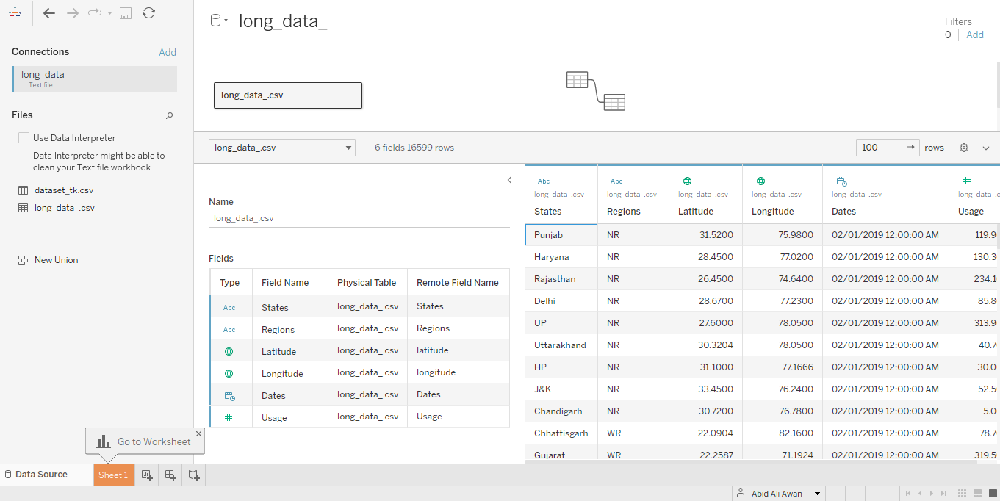 long_data_
Filters
0 Add
Connections Add
long_data_
Text file
long_data_.csv
Files
Use Data Interpreter
Data Interpreter might be able to
clean your Text file workbook.
dataset_tk.csv
long_data_.csv
New Union
long_data_.csv 6 fields 16599 rows 100 rows
Name
long_data_.csv
Fields
Type Field Name Physical Table Remote Field Name
Abc States long_data_.csv States
Abc Regions long_data_.csv Regions
Latitude long_data_.csv latitude
Longitude long_data_.csv longitude
Dates long_data_.csv Dates
# Usage long_data_.csv Usage
Abc Abc #
long_data_.csv long_data_.csv long_data_.csv long_data_.csv long_data_.csv long_data_.c
States Regions Latitude Longitude Dates Usage
Punjab NR 31.5200 75.9800 02/01/2019 12:00:00 AM 119.9
Haryana NR 28.4500 77.0200 02/01/2019 12:00:00 AM 130.3
Rajasthan NR 26.4500 74.6400 02/01/2019 12:00:00 AM 234.1
Delhi NR 28.6700 77.2300 02/01/2019 12:00:00 AM 85.8
UP NR 27.6000 78.0500 02/01/2019 12:00:00 AM 313.9
Uttarakhand NR 30.3204 78.0500 02/01/2019 12:00:00 AM 40.7
HP NR 31.1000 77.1666 02/01/2019 12:00:00 AM 30.0
J&K NR 33.4500 76.2400 02/01/2019 12:00:00 AM 52.5
Chandigarh NR 30.7200 76.7800 02/01/2019 12:00:00 AM 5.0
Chhattisgarh WR 22.0904 82.1600 02/01/2019 12:00:00 AM 78.7
Gujarat WR 22.2587 71.1924 02/01/2019 12:00:00 AM 319.5
Go to Worksheet
Data Source Sheet 1
Abid Ali Awan